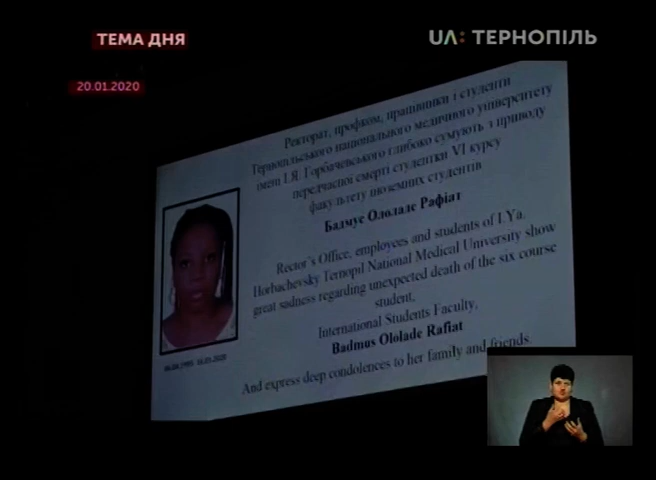 ТЕМА ДНЯ
UA: ТЕРНОПІЛЬ
20.01.2020
Ректорат, профком, працівники і студенти
Тернопільського національного медичного університету
імені І.Я. Горбачевського глибоко сумують з приводу
передчасної смерті студентки VI курсу
факультету іноземних студентів
Бадмус Ололаде Рафіат
Rector's Office, employees and students of I.Ya.
Horbachevsky Ternopil National Medical University show
great sadness regarding unexpected death of the six course
student,
International Students Faculty,
Badmus Ololade Rafiat
And express deep condolences to her family and friends